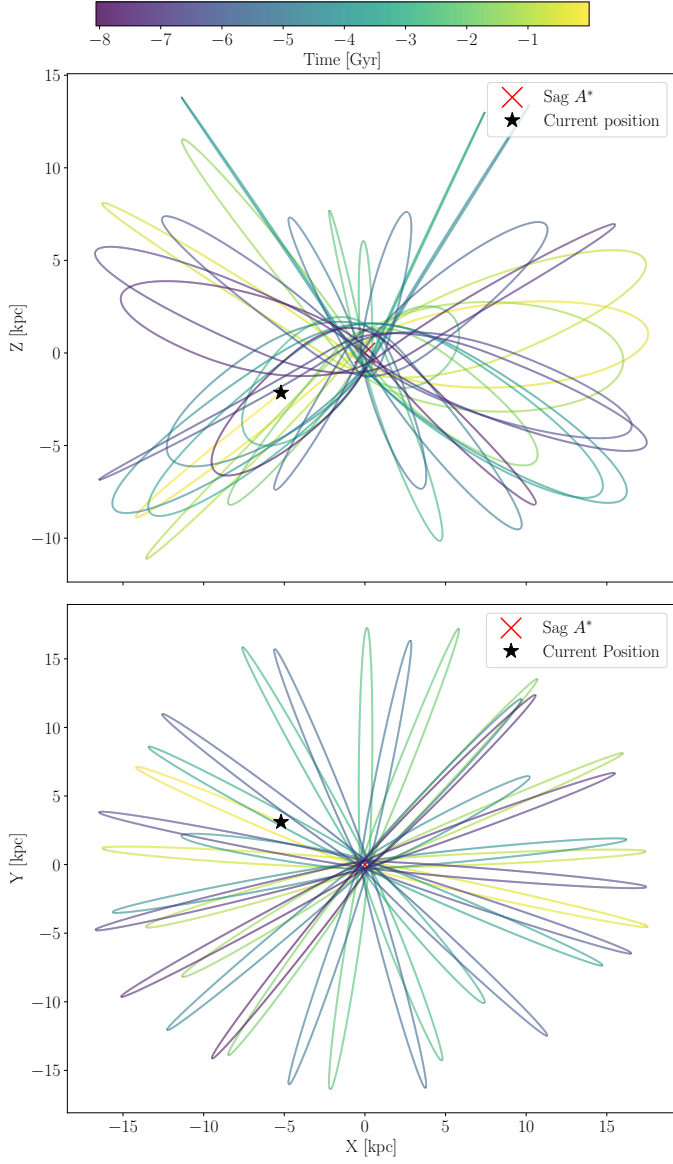 −8 −7 −6 −5 −4 −3 −2 −1
Time [Gyr]
15
10
5
0
−5
−10
Z [kpc]
Sag A*
Current position
15
10
5
0
−5
−10
−15
Y [kpc]
Sag A*
Current Position
−15 −10 −5 0 5 10 15
X [kpc]